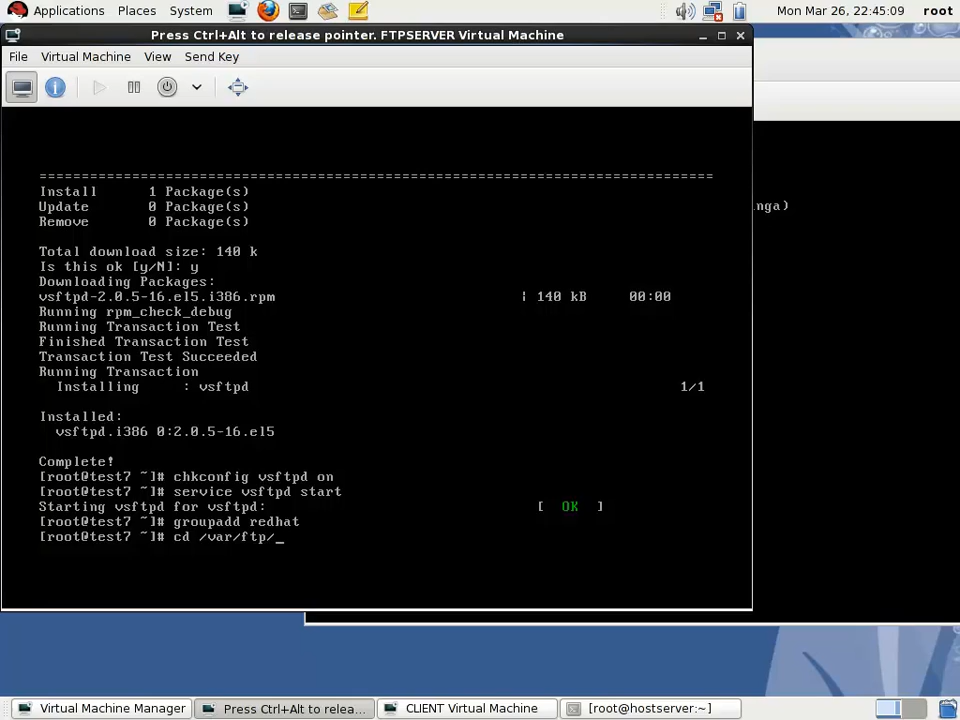 Applications Places System Mon Mar 26, 22:45:09 root
Press Ctrl+Alt to release pointer. FTPSERVER Virtual Machine
File Virtual Machine View Send Key
================================================================================
Install 1 Package(s)
Update 0 Package(s)
Remove 0 Package(s)
nga)
Total download size: 140 k
Is this ok [y/N]: y
Downloading Packages:
vsftpd-2.0.5-16.el5.i386.rpm | 140 kB 00:00
Running rpm_check_debug
Running Transaction Test
Finished Transaction Test
Transaction Test Succeeded
Running Transaction
Installing : vsftpd 1/1
Installed:
vsftpd.i386 0:2.0.5-16.el5
Complete!
[root@test7 ~]# chkconfig vsftpd on
[root@test7 ~]# service vsftpd start
Starting vsftpd for vsftpd: [ OK ]
[root@test7 ~]# groupadd redhat
[root@test7 ~]# cd /var/ftp/_
Virtual Machine Manager Press Ctrl+Alt to relea... CLIENT Virtual Machine [root@hostserver:~]